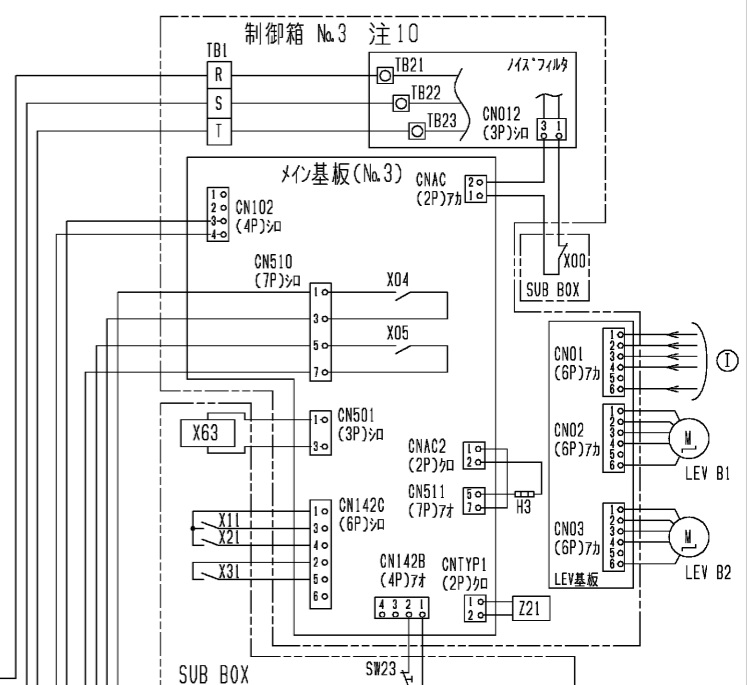 制御箱 No.3 注10
TB1
R
S
T
TB21
TB22
TB23
ノイズフィルタ
CN012
(3P)シロ
3 1
メイン基板(No.3)
CNAC
(2P)アカ
2
1
1
2
3
4
CN102
(4P)シロ
X00
SUB BOX
CN510
(7P)シロ
1
3
5
7
X04
X05
CN01
(6P)アカ
1
2
3
4
5
6
I
CN02
(6P)アカ
1
2
3
4
5
6
M
LEV B1
X63
1
3
CN501
(3P)シロ
CNAC2
(2P)クロ
1
2
CN511
(7P)アオ
5
7
H3
X11
X21
X31
1
3
4
2
5
6
CN142C
(6P)シロ
CN03
(6P)アカ
1
2
3
4
5
6
M
LEV B2
LEV基板
CN142B
(4P)アオ
4 3 2 1
CNTYP1
(2P)クロ
1
2
Z21
SUB BOX
SW23